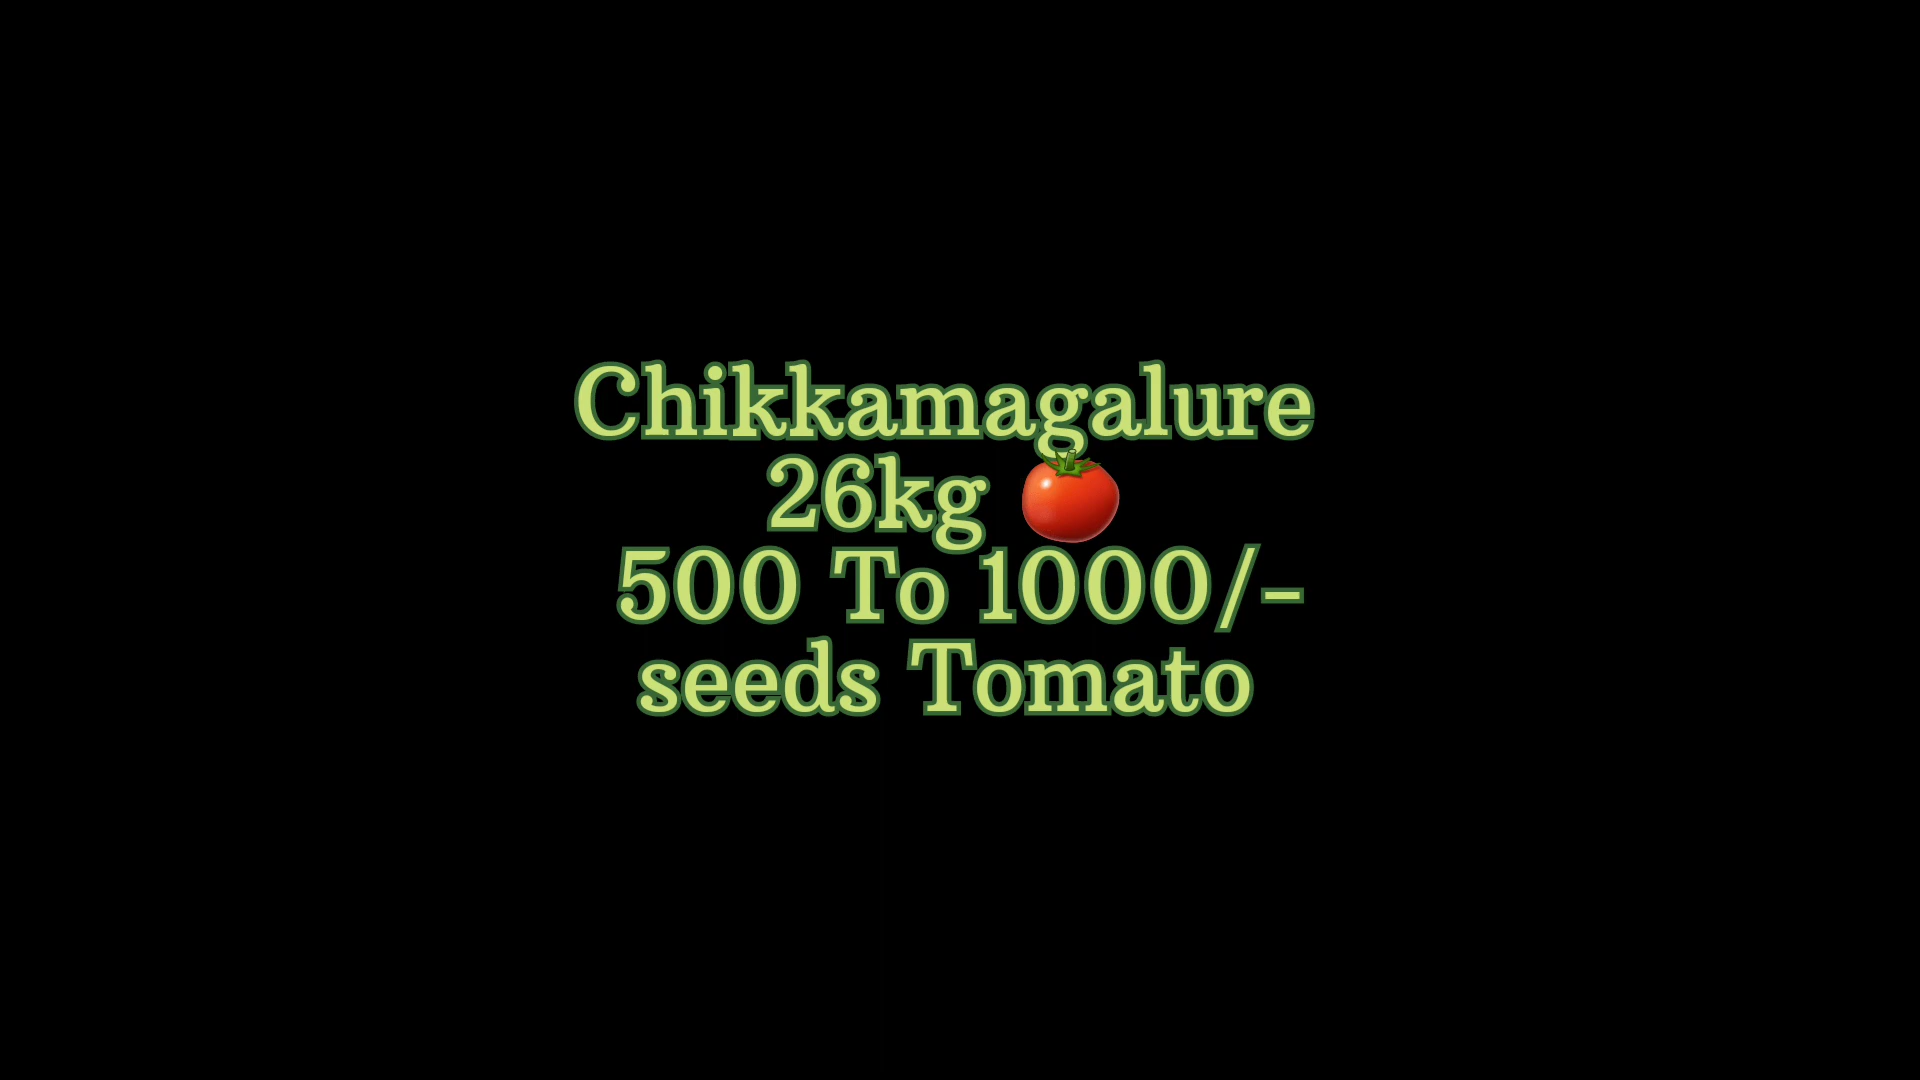 Chikkamagalure
26kg 🍅
500 To 1000/-
seeds Tomato